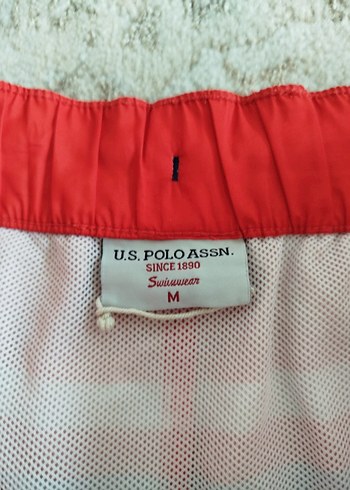 U.S. POLO ASSN.
SINCE 1890
Swimwear
M